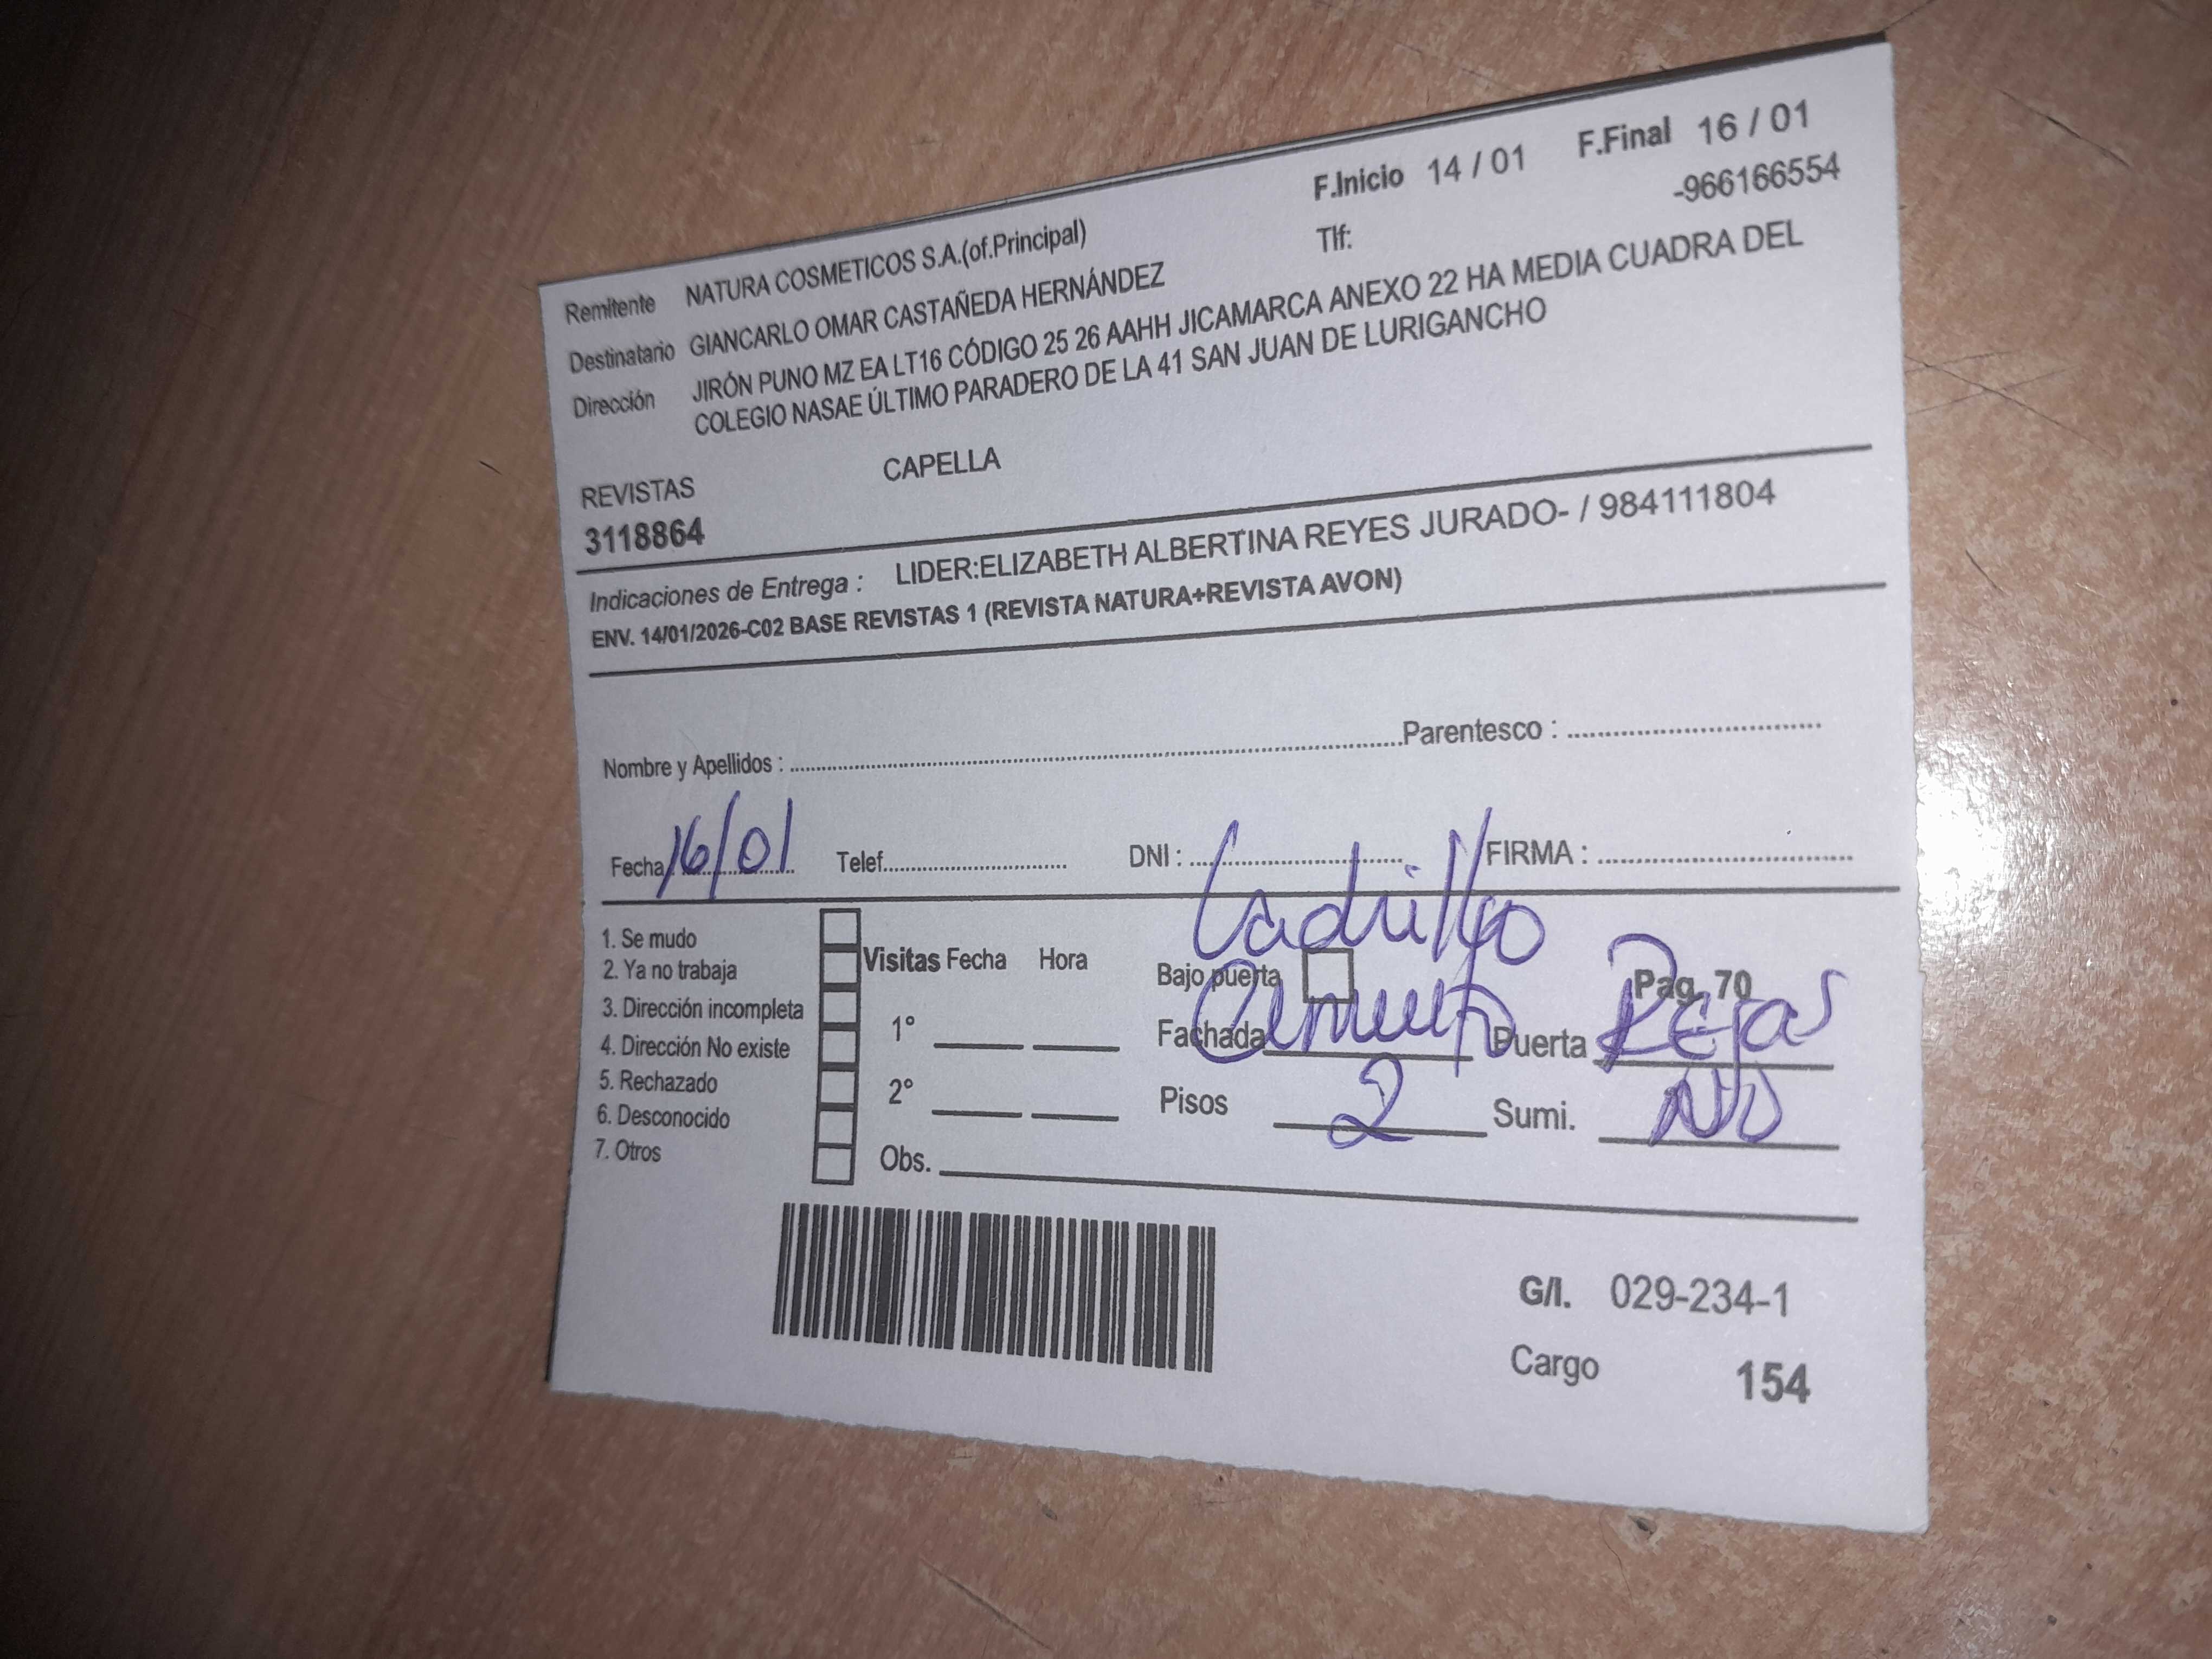 F.Inicio 14 / 01 F.Final 16 / 01
Remitente NATURA COSMETICOS S.A.(of.Principal) Tlf: -966166554
Destinatario GIANCARLO OMAR CASTAÑEDA HERNÁNDEZ
Dirección JIRÓN PUNO MZ EA LT16 CÓDIGO 25 26 AAHH JICAMARCA ANEXO 22 HA MEDIA CUADRA DEL
COLEGIO NASAE ÚLTIMO PARADERO DE LA 41 SAN JUAN DE LURIGANCHO
REVISTAS CAPELLA
3118864
Indicaciones de Entrega : LIDER:ELIZABETH ALBERTINA REYES JURADO- / 984111804
ENV. 14/01/2026-C02 BASE REVISTAS 1 (REVISTA NATURA+REVISTA AVON)
Nombre y Apellidos : Parentesco :
Fecha 16/01 Telef. DNI : FIRMA :
Ladrillo
1. Se mudo
2. Ya no trabaja
3. Dirección incompleta
4. Dirección No existe
5. Rechazado
6. Desconocido
7. Otros
Visitas Fecha Hora
1°
2°
Obs.
Bajo puerta Pag. 70
Fachada Puerta Rejas
Pisos 2 Sumi. NO
G/I. 029-234-1
Cargo 154